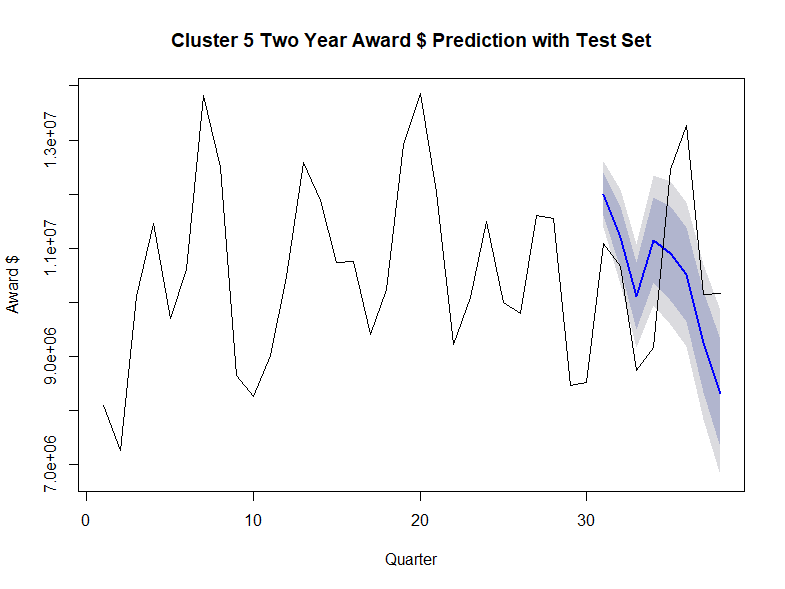 Cluster 5 Two Year Award $ Prediction with Test Set
Award $
1.3e+07
1.1e+07
9.0e+06
7.0e+06
0 10 20 30
Quarter